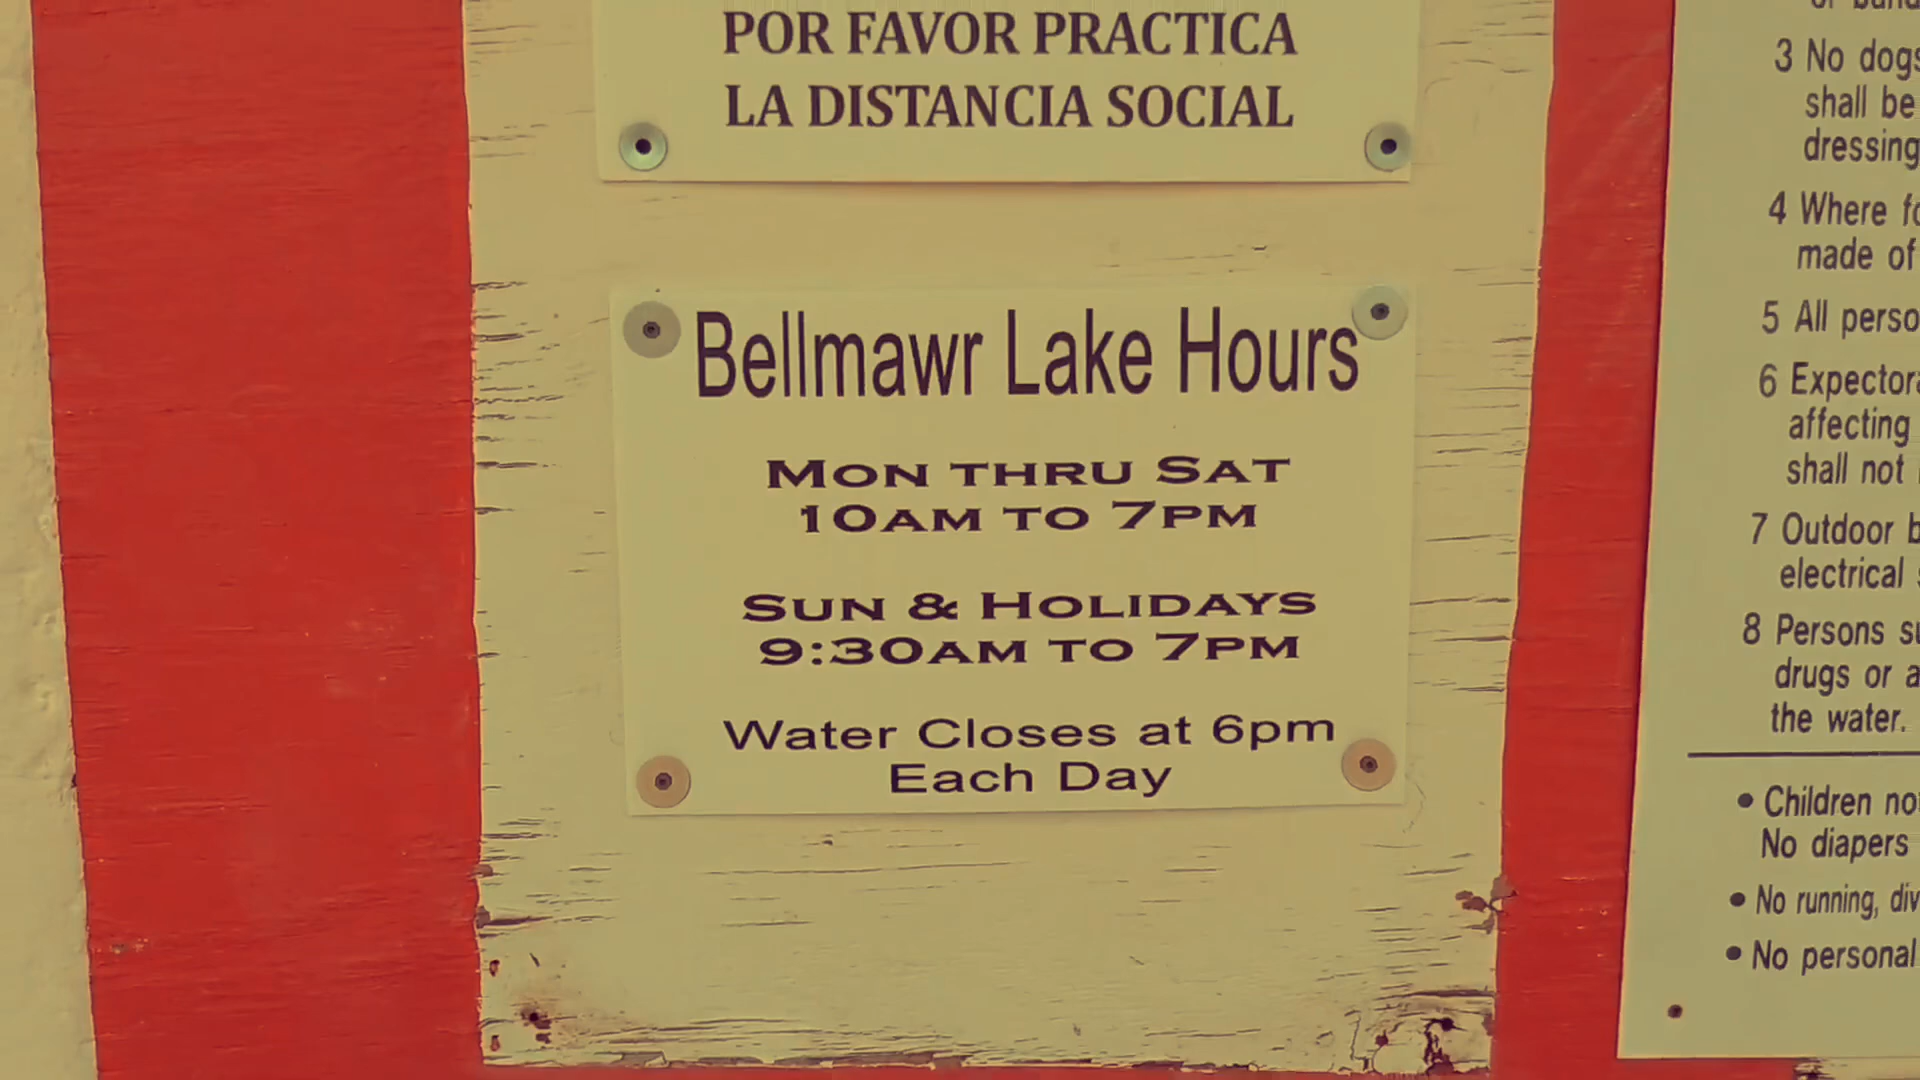 POR FAVOR PRACTICA
LA DISTANCIA SOCIAL
Bellmawr Lake Hours
MON THRU SAT
10AM TO 7PM
SUN & HOLIDAYS
9:30AM TO 7PM
Water Closes at 6pm
Each Day
3 No dogs
shall be
dressing
4 Where
made of
5 All
6
affecting
shall not
7 Outdoor
electrical
8 Persons
drugs or
the water.
• Children
No diapers
• No running,
• No personal